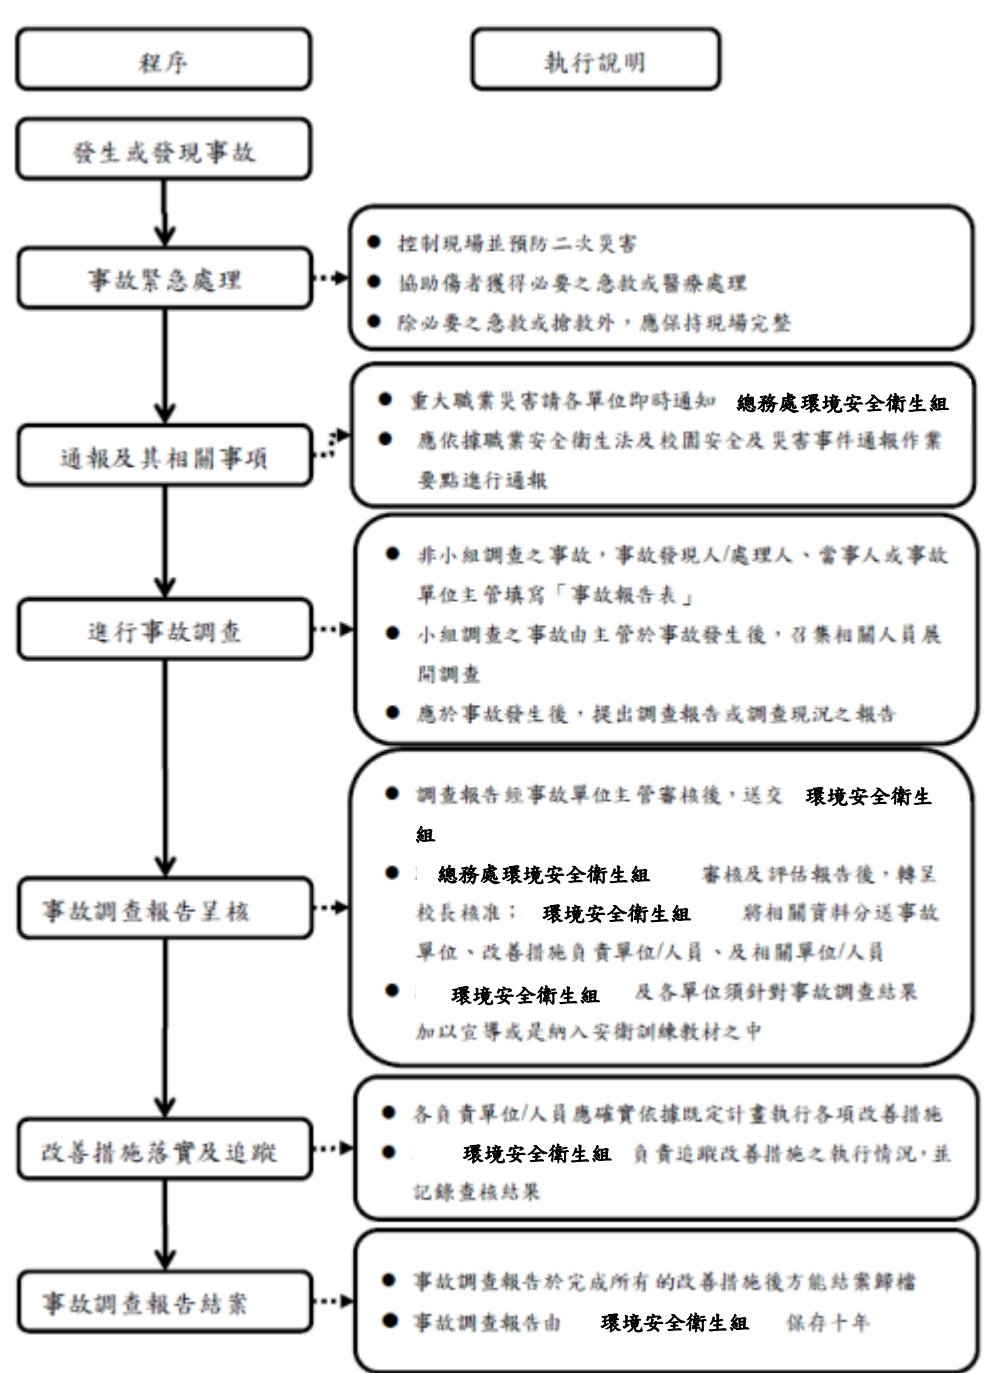 程序
執行說明
發生或發現事故
事故緊急處理
● 控制現場並預防二次災害
● 協助傷者獲得必要之急救或醫療處理
● 除必要之急救或搶救外，應保持現場完整
通報及其相關事項
● 重大職業災害請各單位即時通知 總務處環境安全衛生組
● 應依據職業安全衛生法及校園安全及災害事件通報作業
要點進行通報
進行事故調查
● 非小組調查之事故，事故發現人/處理人、當事人或事故
單位主管填寫「事故報告表」
● 小組調查之事故由主管於事故發生後，召集相關人員展
開調查
● 應於事故發生後，提出調查報告或調查現況之報告
事故調查報告呈核
● 調查報告經事故單位主管審核後，送交 環境安全衛生
組
● 總務處環境安全衛生組 審核及評估報告後，轉呈
校長核准； 環境安全衛生組 將相關資料分送事故
單位、改善措施負責單位/人員、及相關單位/人員
● 環境安全衛生組 及各單位須針對事故調查結果
加以宣導或是納入安衛訓練教材之中
改善措施落實及追蹤
● 各負責單位/人員應確實依據既定計畫執行各項改善措施
● 環境安全衛生組 負責追蹤改善措施之執行情況，並
記錄查核結果
事故調查報告結案
● 事故調查報告於完成所有的改善措施後方能結案歸檔
● 事故調查報告由 環境安全衛生組 保存十年